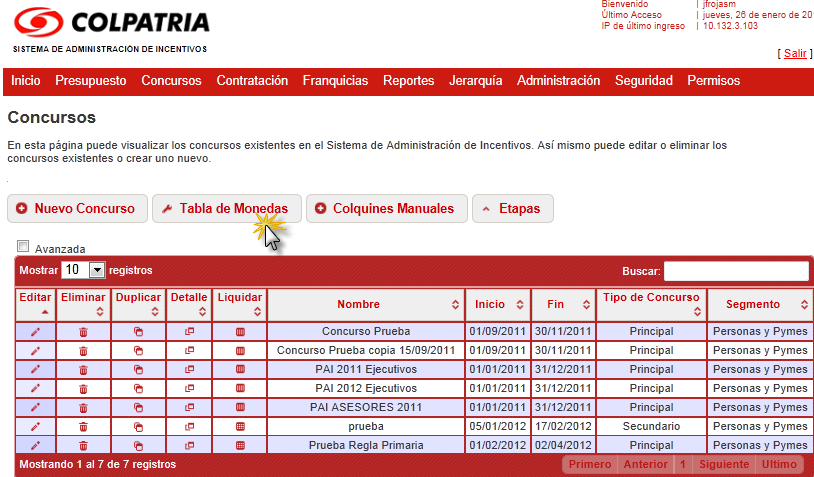 COLPATRIA
SISTEMA DE ADMINISTRACIÓN DE INCENTIVOS
Bienvenido | jfrojasm
Último Acceso | jueves, 26 de enero de 20
IP de último ingreso | 10.132.3.103
[ Salir ]
Inicio Presupuesto Concursos Contratación Franquicias Reportes Jerarquía Administración Seguridad Permisos
Concursos
En esta página puede visualizar los concursos existentes en el Sistema de Administración de Incentivos. Así mismo puede editar o eliminar los
concursos existentes o crear uno nuevo.
.
Nuevo Concurso Tabla de Monedas Colquines Manuales Etapas
Avanzada
Mostrar 10 registros Buscar:
Editar Eliminar Duplicar Detalle Liquidar Nombre Inicio Fin Tipo de Concurso Segmento
Concurso Prueba 01/09/2011 30/11/2011 Principal Personas y Pymes
Concurso Prueba copia 15/09/2011 01/09/2011 30/11/2011 Principal Personas y Pymes
PAI 2011 Ejecutivos 01/01/2011 31/12/2011 Principal Personas y Pymes
PAI 2012 Ejecutivos 01/01/2011 31/12/2011 Principal Personas y Pymes
PAI ASESORES 2011 01/01/2011 31/12/2011 Principal Personas y Pymes
prueba 05/01/2012 17/02/2012 Secundario Personas y Pymes
Prueba Regla Primaria 01/02/2012 02/04/2012 Principal Personas y Pymes
Mostrando 1 al 7 de 7 registros Primero Anterior 1 Siguiente Ultimo